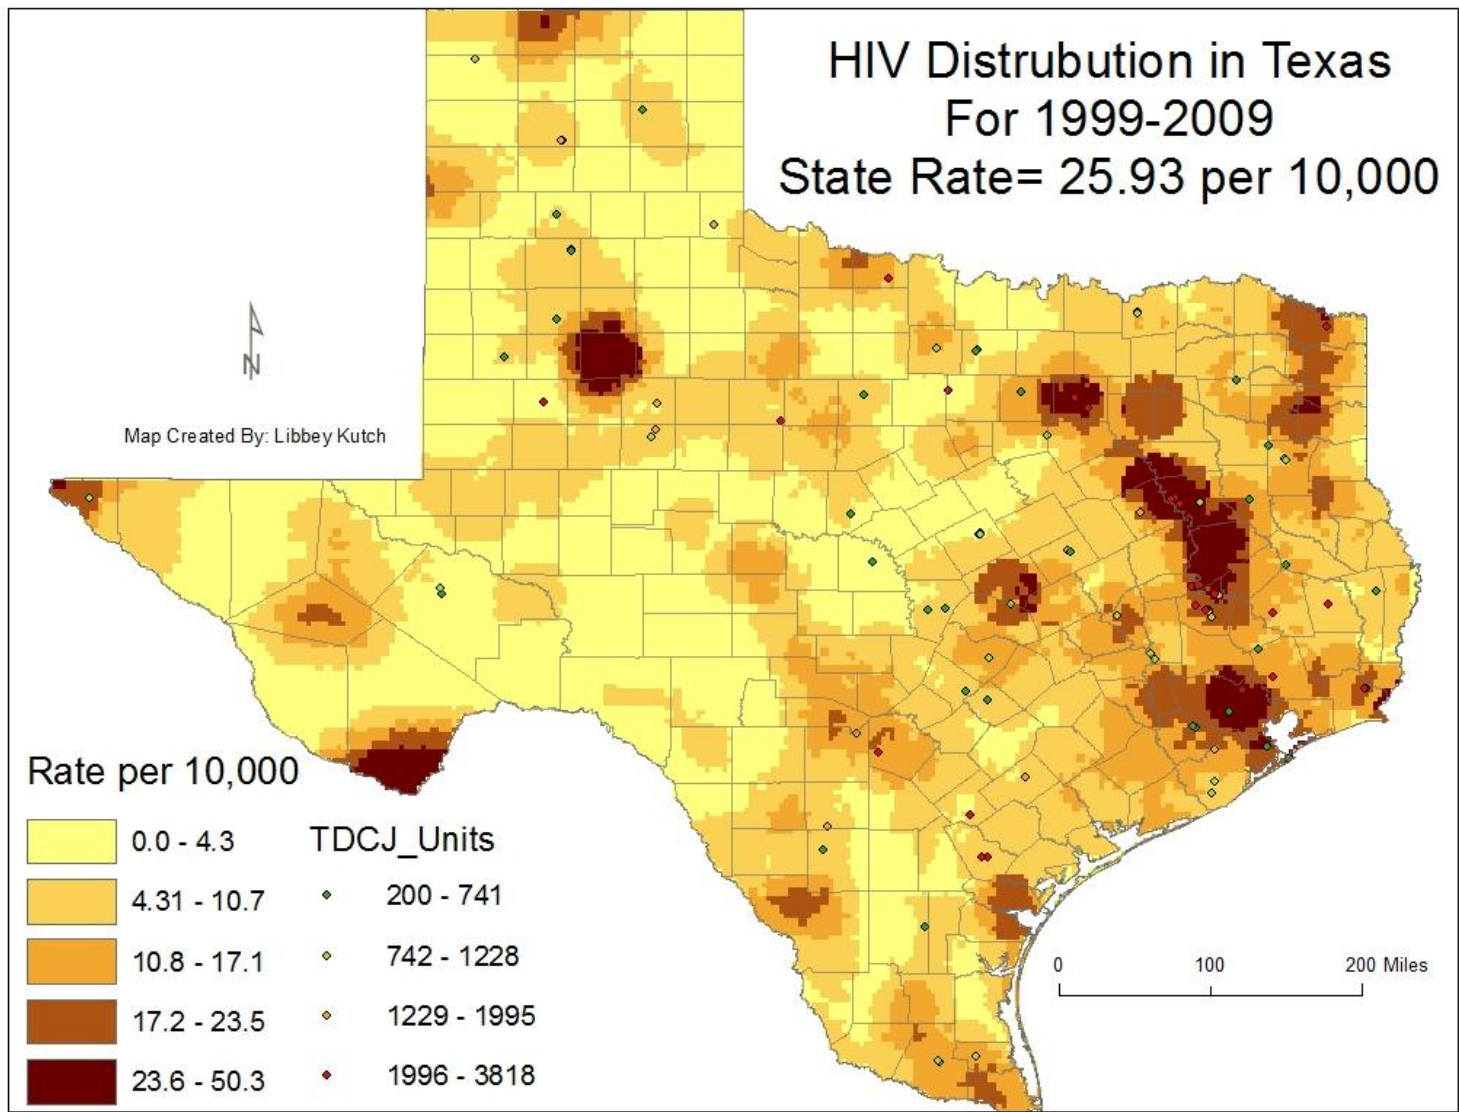 HIV Distrubution in Texas
For 1999-2009
State Rate= 25.93 per 10,000
N
Map Created By: Libbey Kutch
Rate per 10,000
0.0 - 4.3
4.31 - 10.7
10.8 - 17.1
17.2 - 23.5
23.6 - 50.3
TDCJ_Units
200 - 741
742 - 1228
1229 - 1995
1996 - 3818
0 100 200 Miles